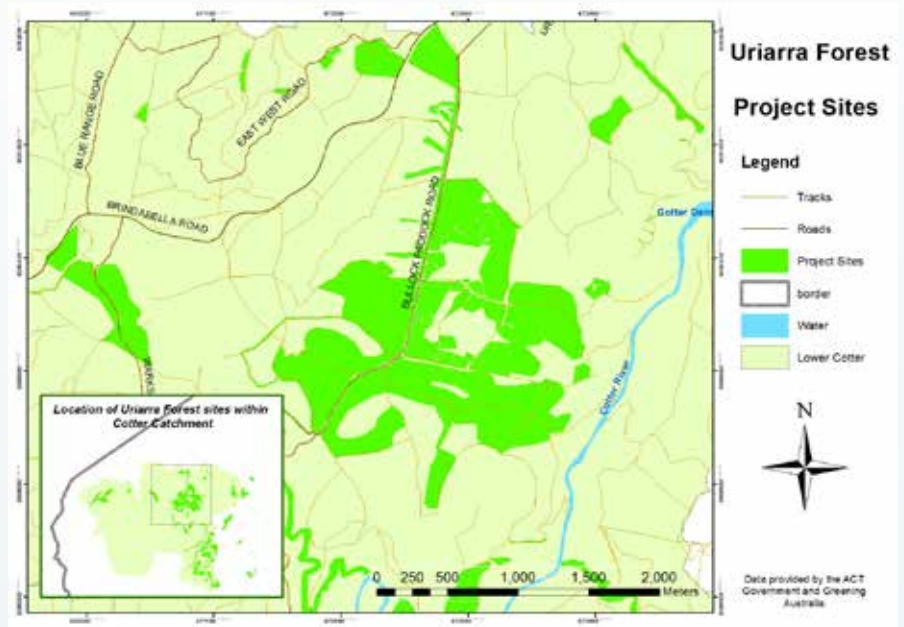 Uriarra Forest
Project Sites
Legend
Tracks
Roads
Project Sites
border
Water
Lower Cotter
N
Data provided by the ACT
Government and Greening
Australia
BLUE RANGE ROAD
EAST WEST ROAD
BRINDABELLA ROAD
BULLOCK PADDOCK ROAD
Cotter Dam
Cotter River
Location of Uriarra Forest sites within
Cotter Catchment
0 250 500 1,000 1,500 2,000
Meters